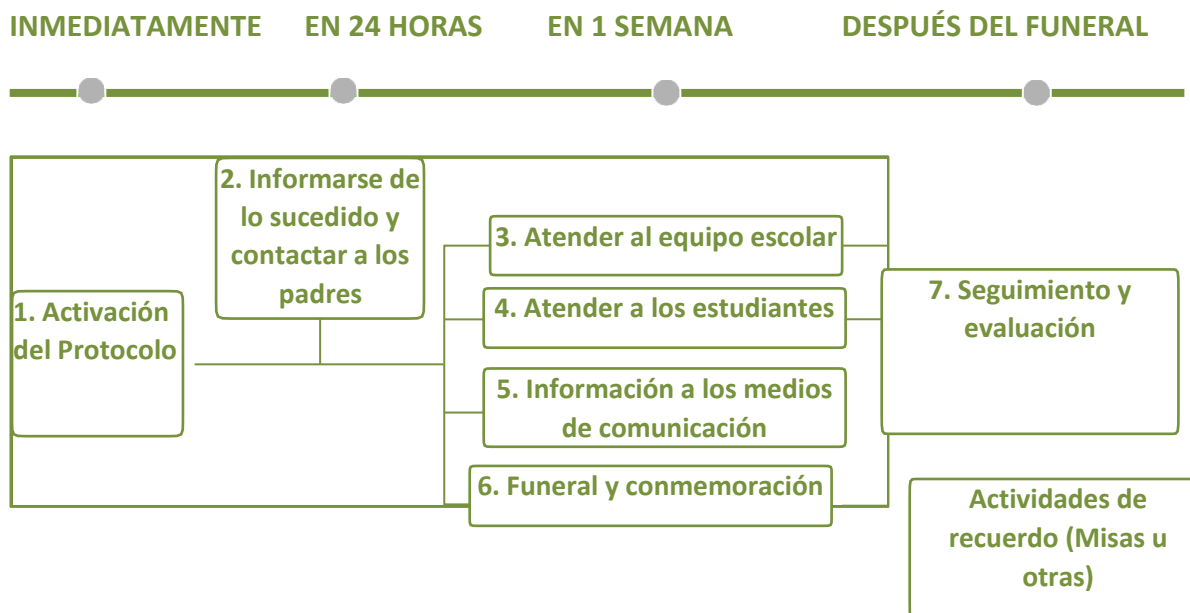 INMEDIATAMENTE EN 24 HORAS EN 1 SEMANA DESPUÉS DEL FUNERAL
1. Activación
del Protocolo
2. Informarse de
lo sucedido y
contactar a los
padres
3. Atender al equipo escolar
4. Atender a los estudiantes
5. Información a los medios
de comunicación
6. Funeral y conmemoración
7. Seguimiento y
evaluación
Actividades de
recuerdo (Misas u
otras)